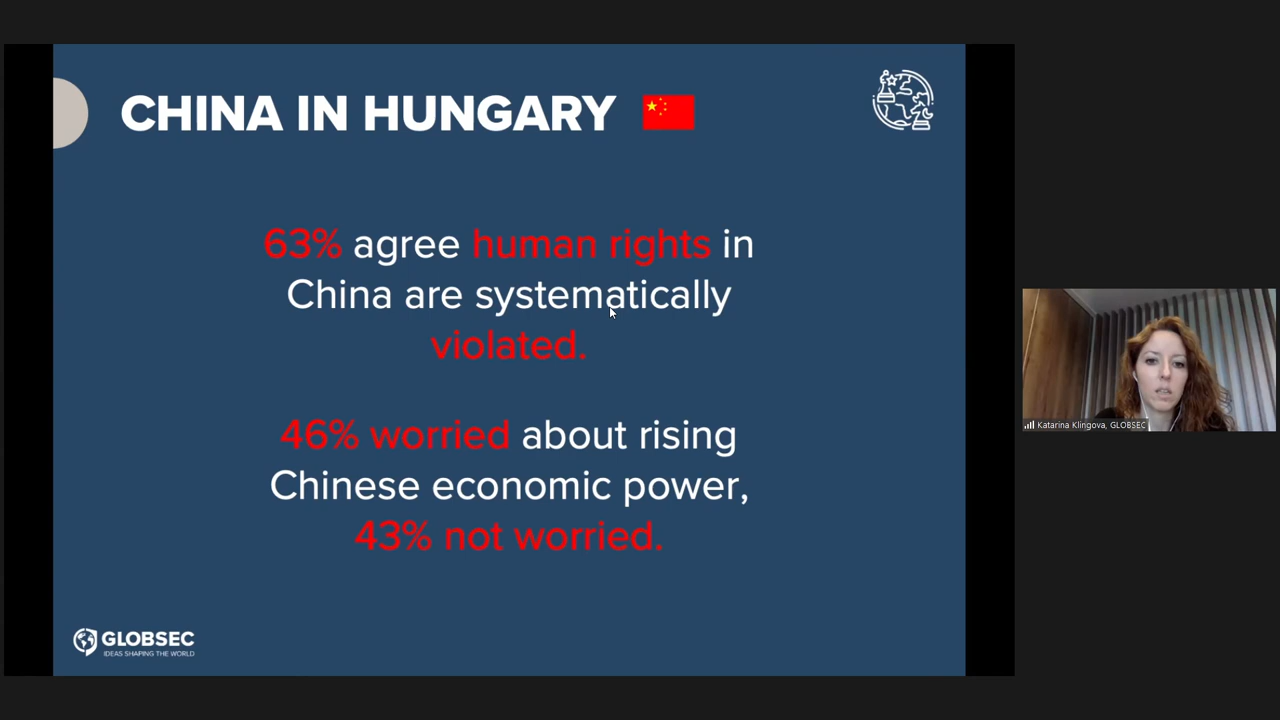 CHINA IN HUNGARY
63% agree human rights in
China are systematically
violated.
46% worried about rising
Chinese economic power,
43% not worried.
GLOBSEC
IDEAS SHAPING THE WORLD
Katarina Klingova, GLOBSEC